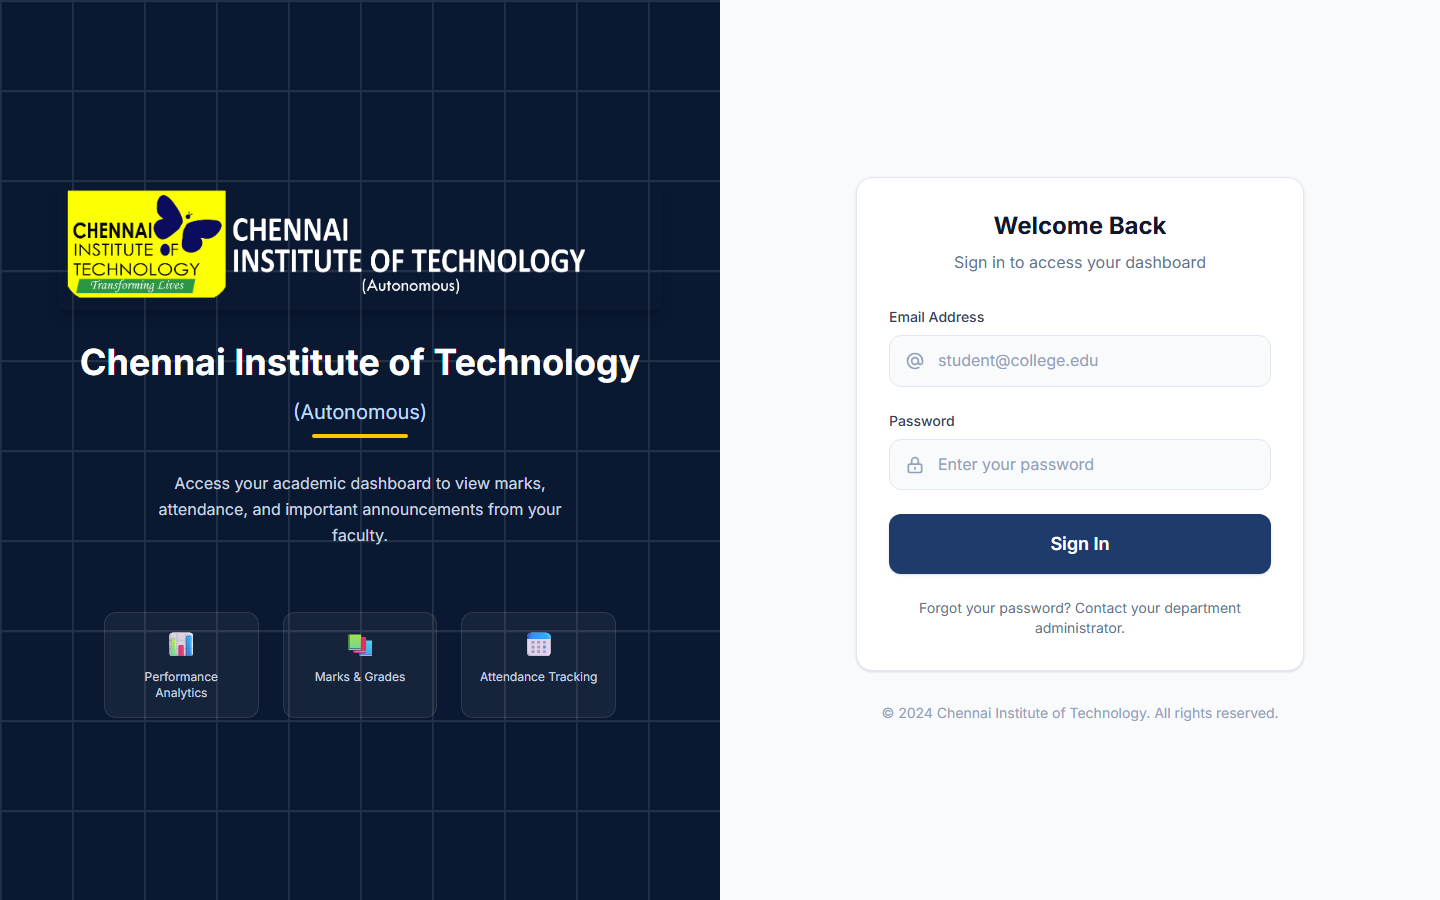 CHENNAI
INSTITUTE OF
TECHNOLOGY
Transforming Lives
CHENNAI
INSTITUTE OF TECHNOLOGY
(Autonomous)
Chennai Institute of Technology
(Autonomous)
Access your academic dashboard to view marks,
attendance, and important announcements from your
faculty.
Performance
Analytics
Marks & Grades
Attendance Tracking
Welcome Back
Sign in to access your dashboard
Email Address
student@college.edu
Password
Enter your password
Sign In
Forgot your password? Contact your department
administrator.
© 2024 Chennai Institute of Technology. All rights reserved.